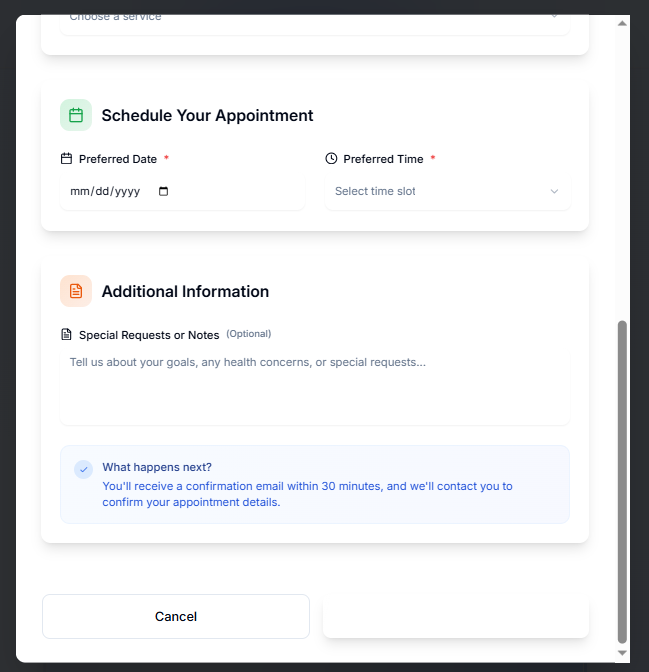 Choose a service
Schedule Your Appointment
Preferred Date *
Preferred Time *
mm/dd/yyyy
Select time slot
Additional Information
Special Requests or Notes (Optional)
Tell us about your goals, any health concerns, or special requests...
What happens next?
You'll receive a confirmation email within 30 minutes, and we'll contact you to
confirm your appointment details.
Cancel